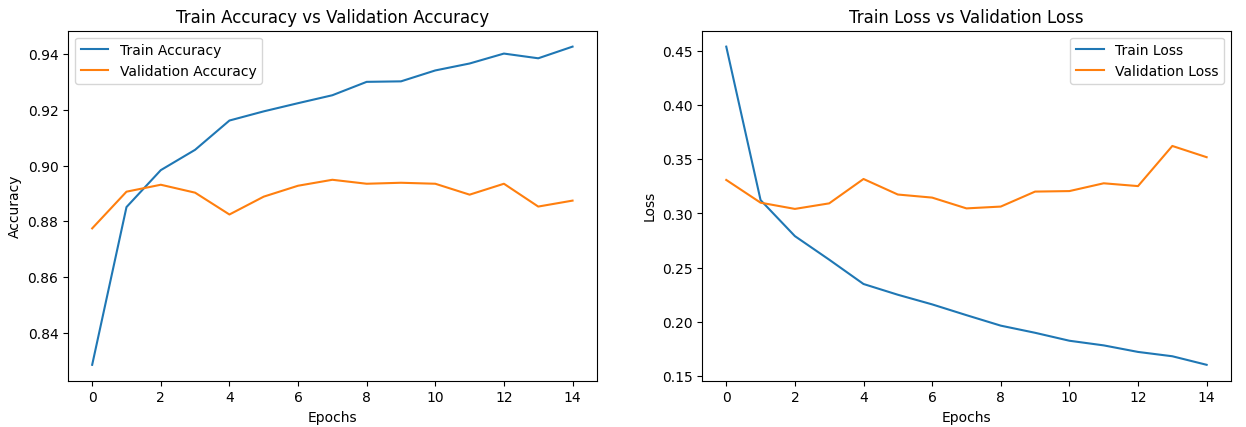 Train Accuracy vs Validation Accuracy
Train Accuracy
Validation Accuracy
0.94
0.92
0.90
0.88
0.86
0.84
Accuracy
0 2 4 6 8 10 12 14
Epochs
Train Loss vs Validation Loss
Train Loss
Validation Loss
0.45
0.40
0.35
0.30
0.25
0.20
0.15
Loss
0 2 4 6 8 10 12 14
Epochs